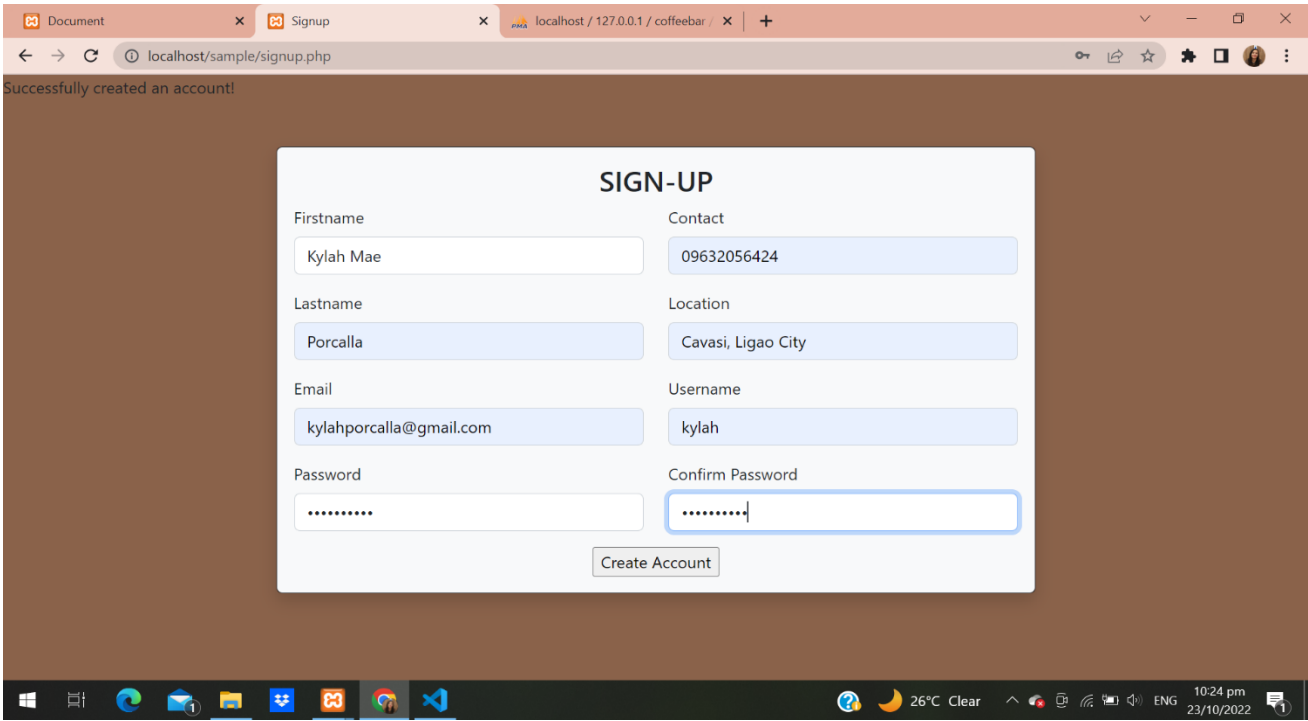 Document
Signup
localhost / 127.0.0.1 / coffeebar /
localhost/sample/signup.php
Successfully created an account!
SIGN-UP
Firstname Contact
Kylah Mae 09632056424
Lastname Location
Porcalla Cavasi, Ligao City
Email Username
kylahporcalla@gmail.com kylah
Password Confirm Password
•••••••••• ••••••••••
Create Account
26°C Clear ENG 10:24 pm
23/10/2022